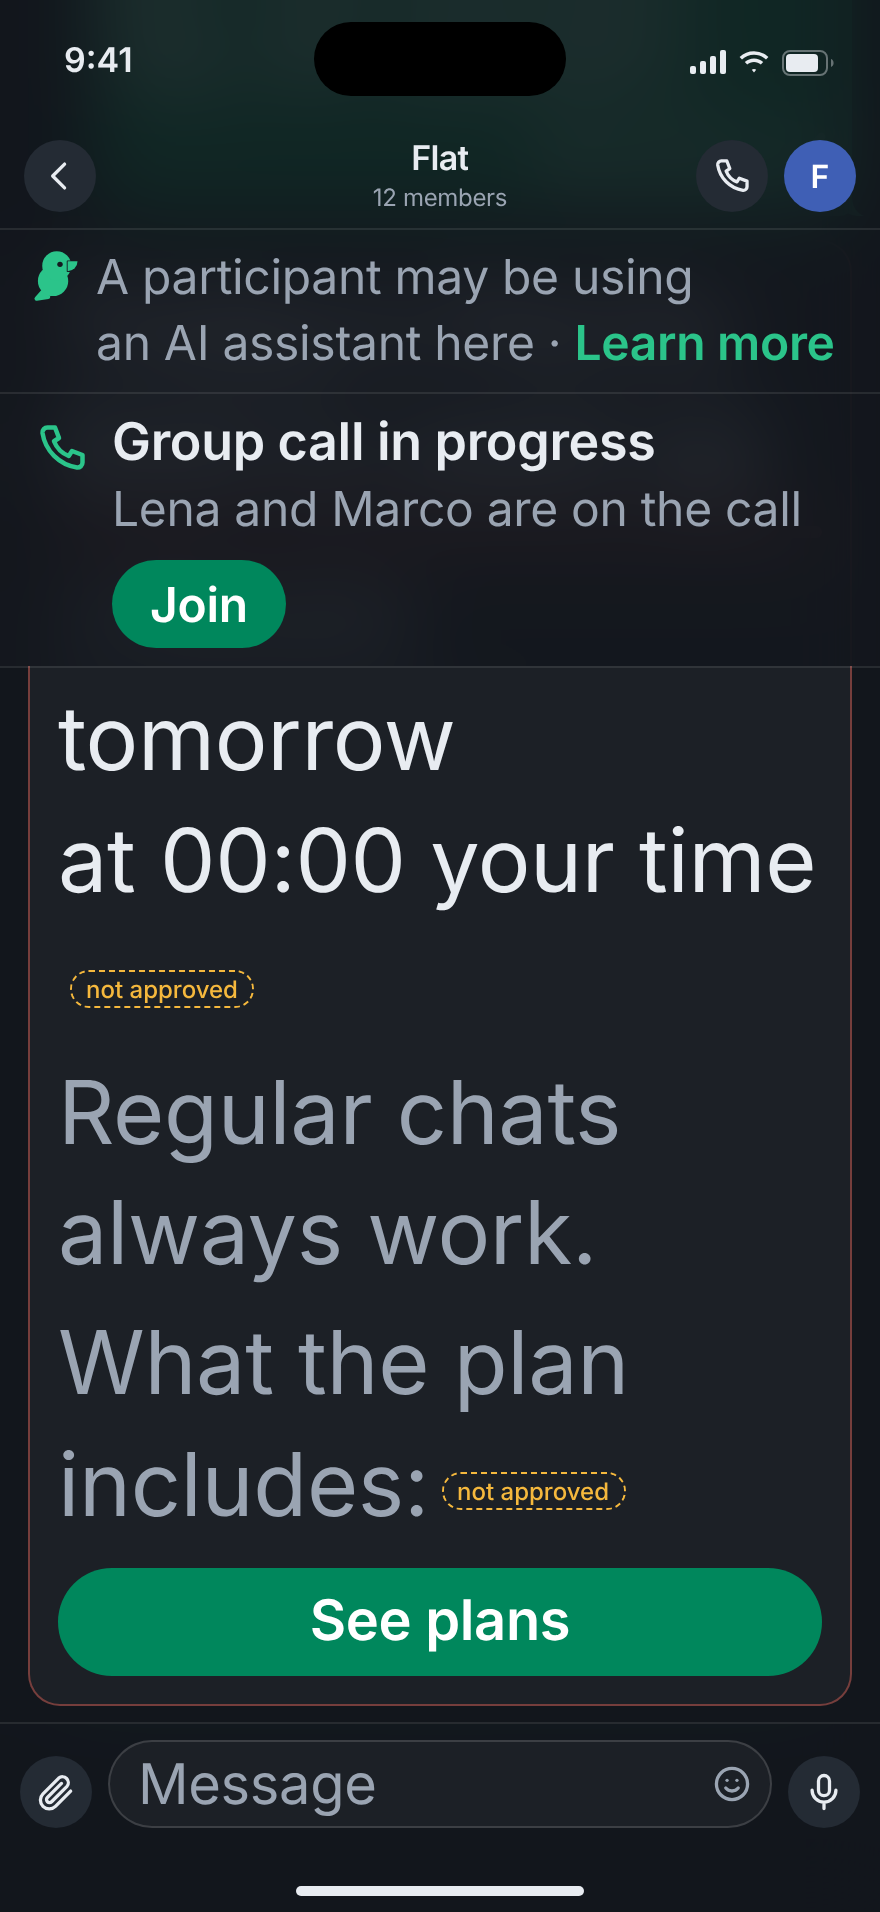 9:41
Flat
12 members
F
A participant may be using
an AI assistant here · Learn more
Group call in progress
Lena and Marco are on the call
Join
tomorrow
at 00:00 your time
not approved
Regular chats
always work.
What the plan
includes: not approved
See plans
Message